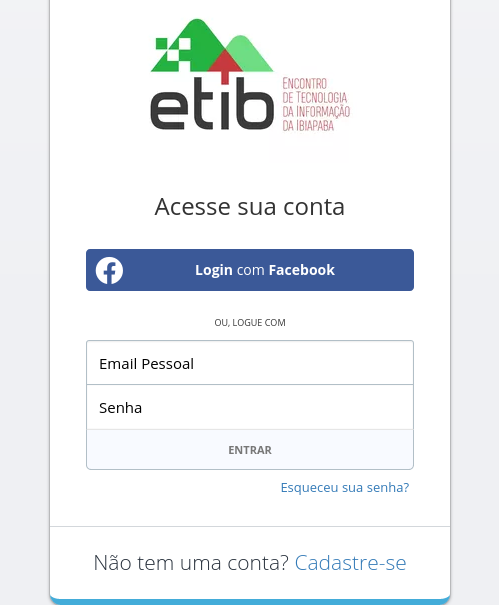 etib
Encontro
de Tecnologia
da Informação
da Ibiapaba
Acesse sua conta
Login com Facebook
OU, LOGUE COM
Email Pessoal
Senha
ENTRAR
Esqueceu sua senha?
Não tem uma conta? Cadastre-se